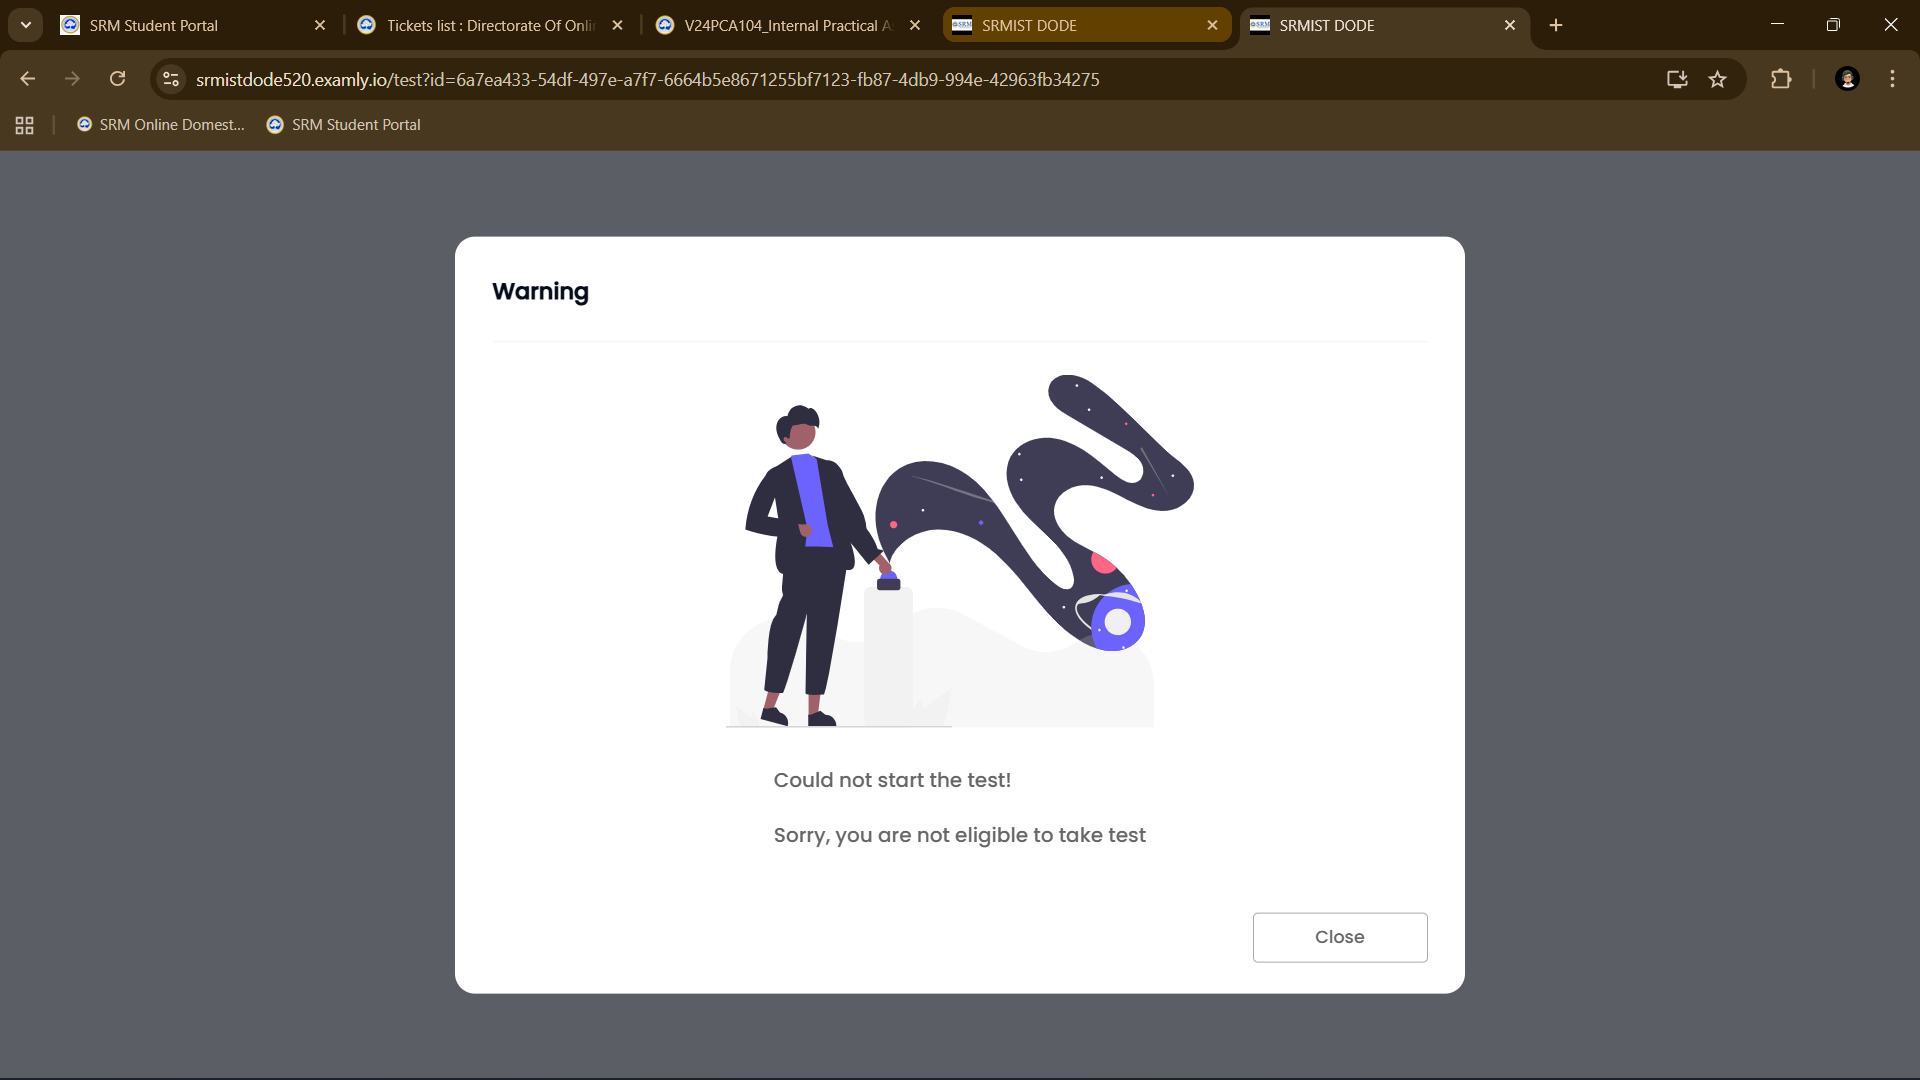 SRM Student Portal
Tickets list : Directorate Of Onli
V24PCA104_Internal Practical A
SRMIST DODE
SRMIST DODE
srmistdode520.examly.io/test?id=6a7ea433-54df-497e-a7f7-6664b5e8671255bf7123-fb87-4db9-994e-42963fb34275
SRM Online Domest...
SRM Student Portal
Warning
Could not start the test!
Sorry, you are not eligible to take test
Close